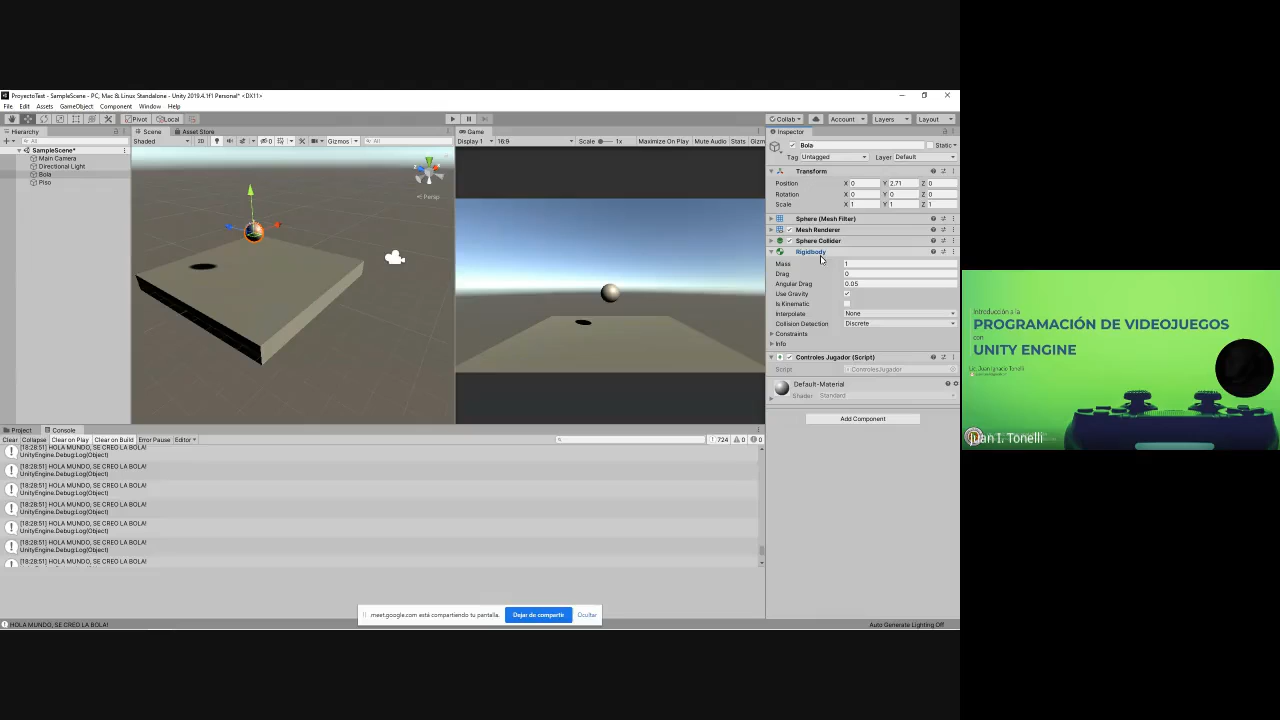 ProyectoTest - SampleScene - PC, Mac & Linux Standalone - Unity 2019.4.1f1 Personal* <DX11>
File Edit Assets GameObject Component Window Help
Pivot Local Collab Account Layers Layout
Hierarchy
All
SampleScene*
Main Camera
Directional Light
Bola
Piso
Scene Asset Store
Shaded 2D 0 Gizmos All
Persp
Game
Display 1 16:9 Scale 1x Maximize On Play Mute Audio Stats Gizm
Inspector
Bola Static
Tag Untagged Layer Default
Transform
Position X 0 Y 2.71 Z 0
Rotation X 0 Y 0 Z 0
Scale X 1 Y 1 Z 1
Sphere (Mesh Filter)
Mesh Renderer
Sphere Collider
Rigidbody
Mass 1
Drag 0
Angular Drag 0.05
Use Gravity
Is Kinematic
Interpolate None
Collision Detection Discrete
Constraints
Info
Controles Jugador (Script)
Script ControlesJugador
Default-Material
Shader Standard
Add Component
Project Console
Clear Collapse Clear on Play Clear on Build Error Pause Editor 724 0 0
[18:28:51] HOLA MUNDO, SE CREO LA BOLA!
UnityEngine.Debug:Log(Object)
[18:28:51] HOLA MUNDO, SE CREO LA BOLA!
UnityEngine.Debug:Log(Object)
[18:28:51] HOLA MUNDO, SE CREO LA BOLA!
UnityEngine.Debug:Log(Object)
[18:28:51] HOLA MUNDO, SE CREO LA BOLA!
UnityEngine.Debug:Log(Object)
[18:28:51] HOLA MUNDO, SE CREO LA BOLA!
UnityEngine.Debug:Log(Object)
[18:28:51] HOLA MUNDO, SE CREO LA BOLA!
UnityEngine.Debug:Log(Object)
[18:28:51] HOLA MUNDO, SE CREO LA BOLA!
meet.google.com está compartiendo tu pantalla. Dejar de compartir Ocultar
HOLA MUNDO, SE CREO LA BOLA! Auto Generate Lighting Off
Introducción a la
PROGRAMACIÓN DE VIDEOJUEGOS
con
UNITY ENGINE
Lic. Juan Ignacio Tonelli
Juan I. Tonelli